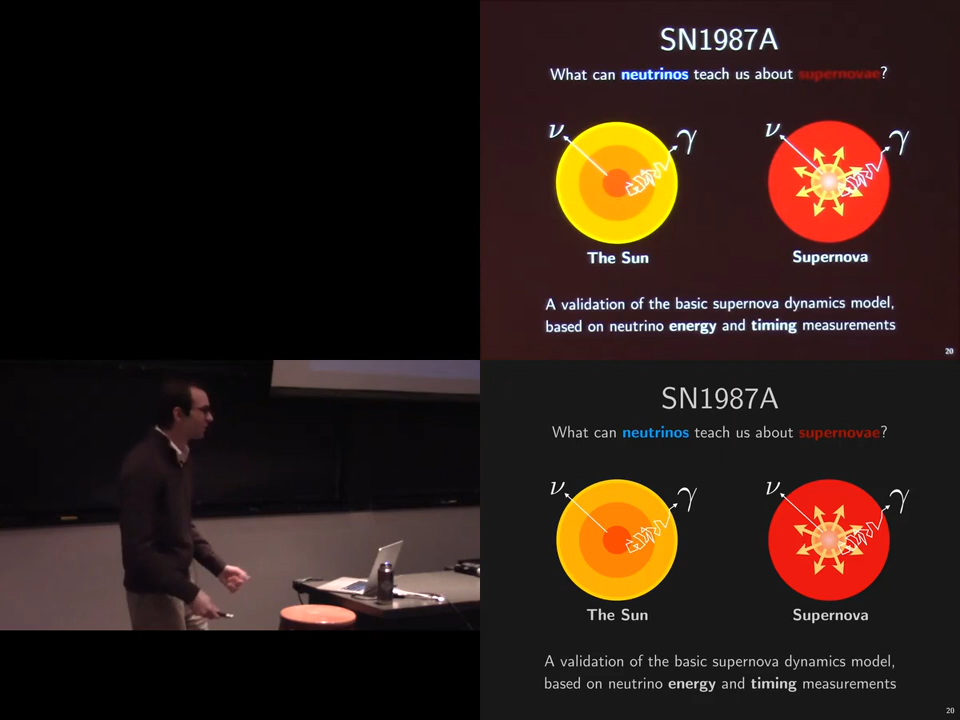 SN1987A
What can neutrinos teach us about supernovae?
ν γ ν γ
The Sun Supernova
A validation of the basic supernova dynamics model,
based on neutrino energy and timing measurements
20
SN1987A
What can neutrinos teach us about supernovae?
ν γ ν γ
The Sun Supernova
A validation of the basic supernova dynamics model,
based on neutrino energy and timing measurements
20